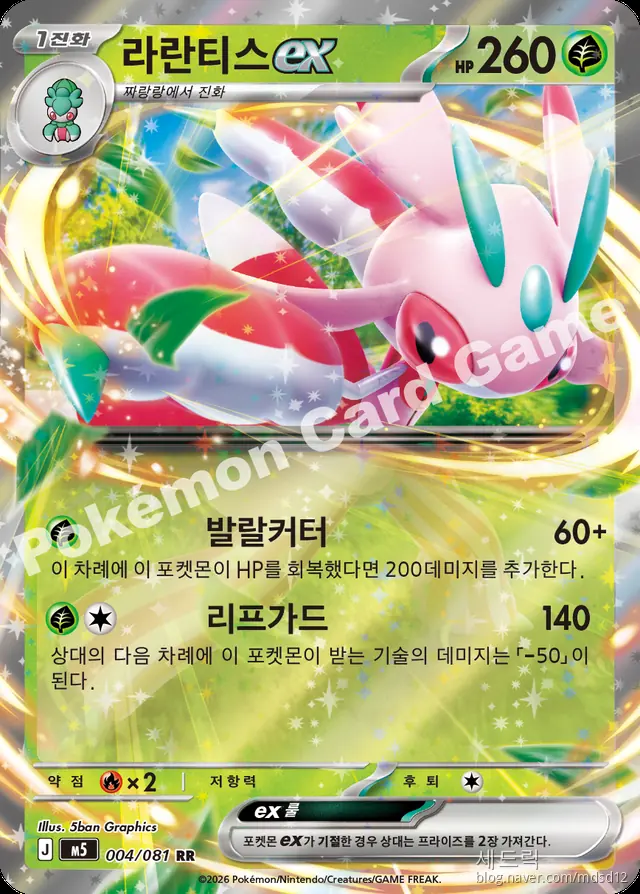 1진화
라란티스ex
HP 260
짜랑랑에서 진화
Pokémon Card Game
발랄커터 60+
이 차례에 이 포켓몬이 HP를 회복했다면 200데미지를 추가한다.
리프가드 140
상대의 다음 차례에 이 포켓몬이 받는 기술의 데미지는 「-50」이
된다.
약점 ×2 저항력 후퇴
ex룰
포켓몬 ex가 기절한 경우 상대는 프라이즈를 2장 가져간다.
Illus. 5ban Graphics
J M5 004/081 RR
세드릭
blog.naver.com/mdsd12
©2026 Pokémon/Nintendo/Creatures/GAME FREAK.